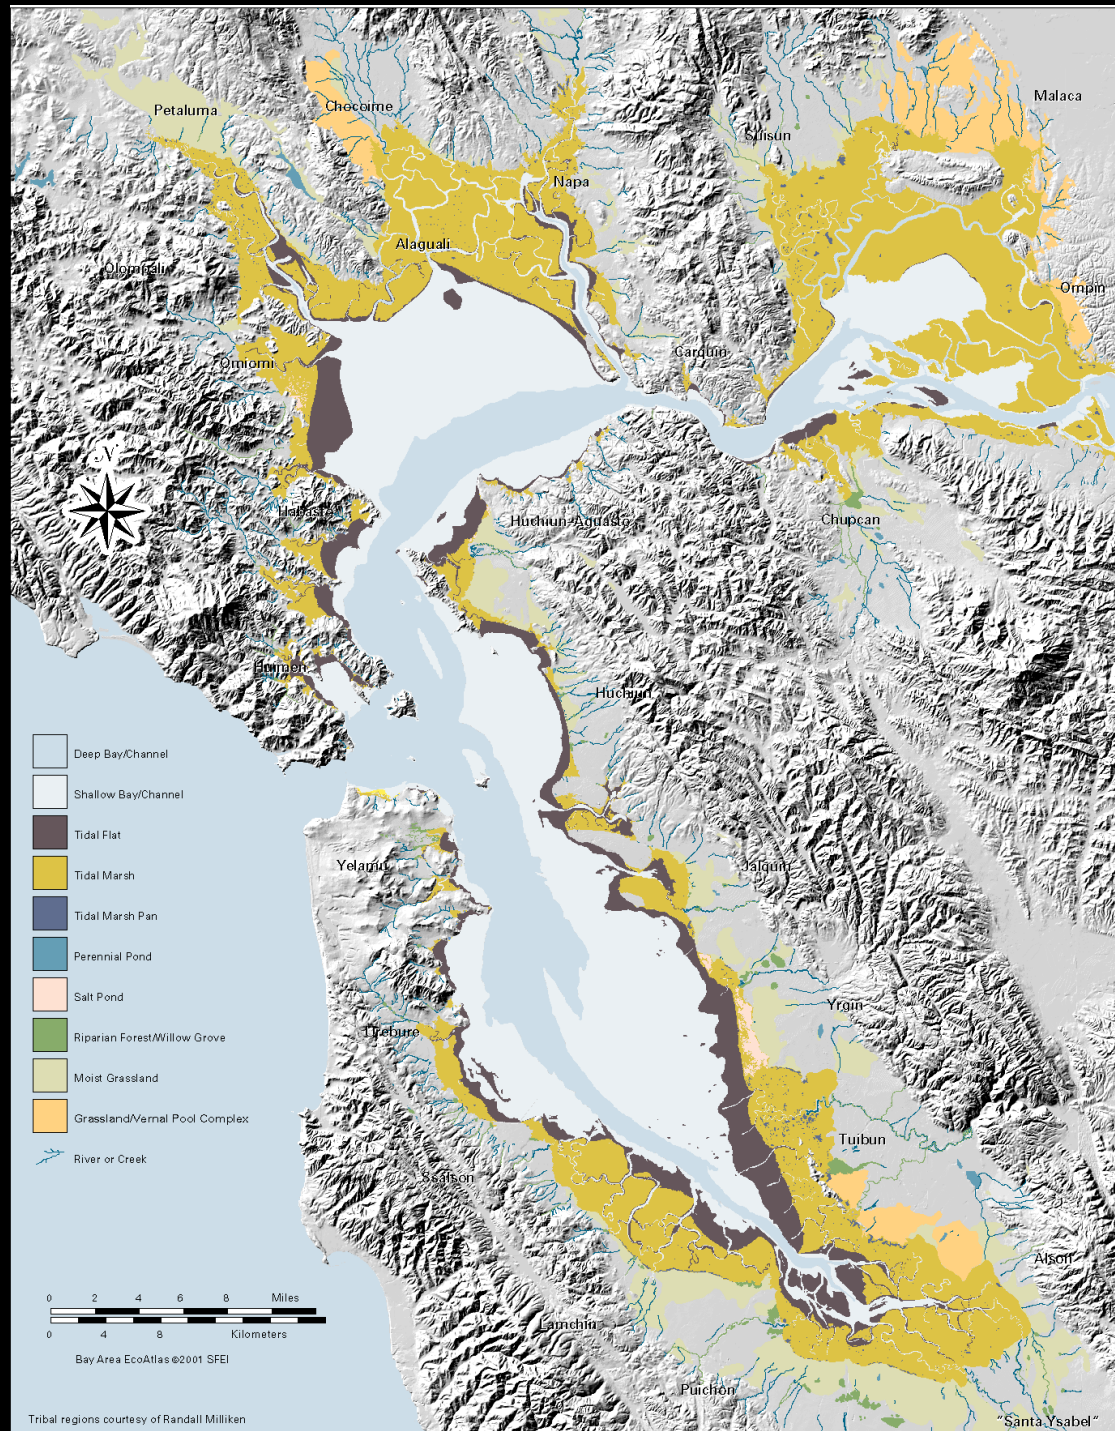 Petaluma
Chocoime
Malaca
Suisun
Napa
Alaguali
Olompali
Ompin
Omiomi
Carquin
N
Habasto
Huchiun-Aguasto
Chupcan
Huimen
Huchiun
Deep Bay/Channel
Shallow Bay/Channel
Tidal Flat
Tidal Marsh
Tidal Marsh Pan
Perennial Pond
Salt Pond
Riparian Forest/Willow Grove
Moist Grassland
Grassland/Vernal Pool Complex
River or Creek
Yelamu
Jalquin
Yrgin
Tuibun
Ssalson
Alson
Lamchin
Puichon
"Santa Ysabel"
0 2 4 6 8 Miles
0 4 8 Kilometers
Bay Area EcoAtlas ©2001 SFEI
Tribal regions courtesy of Randall Milliken